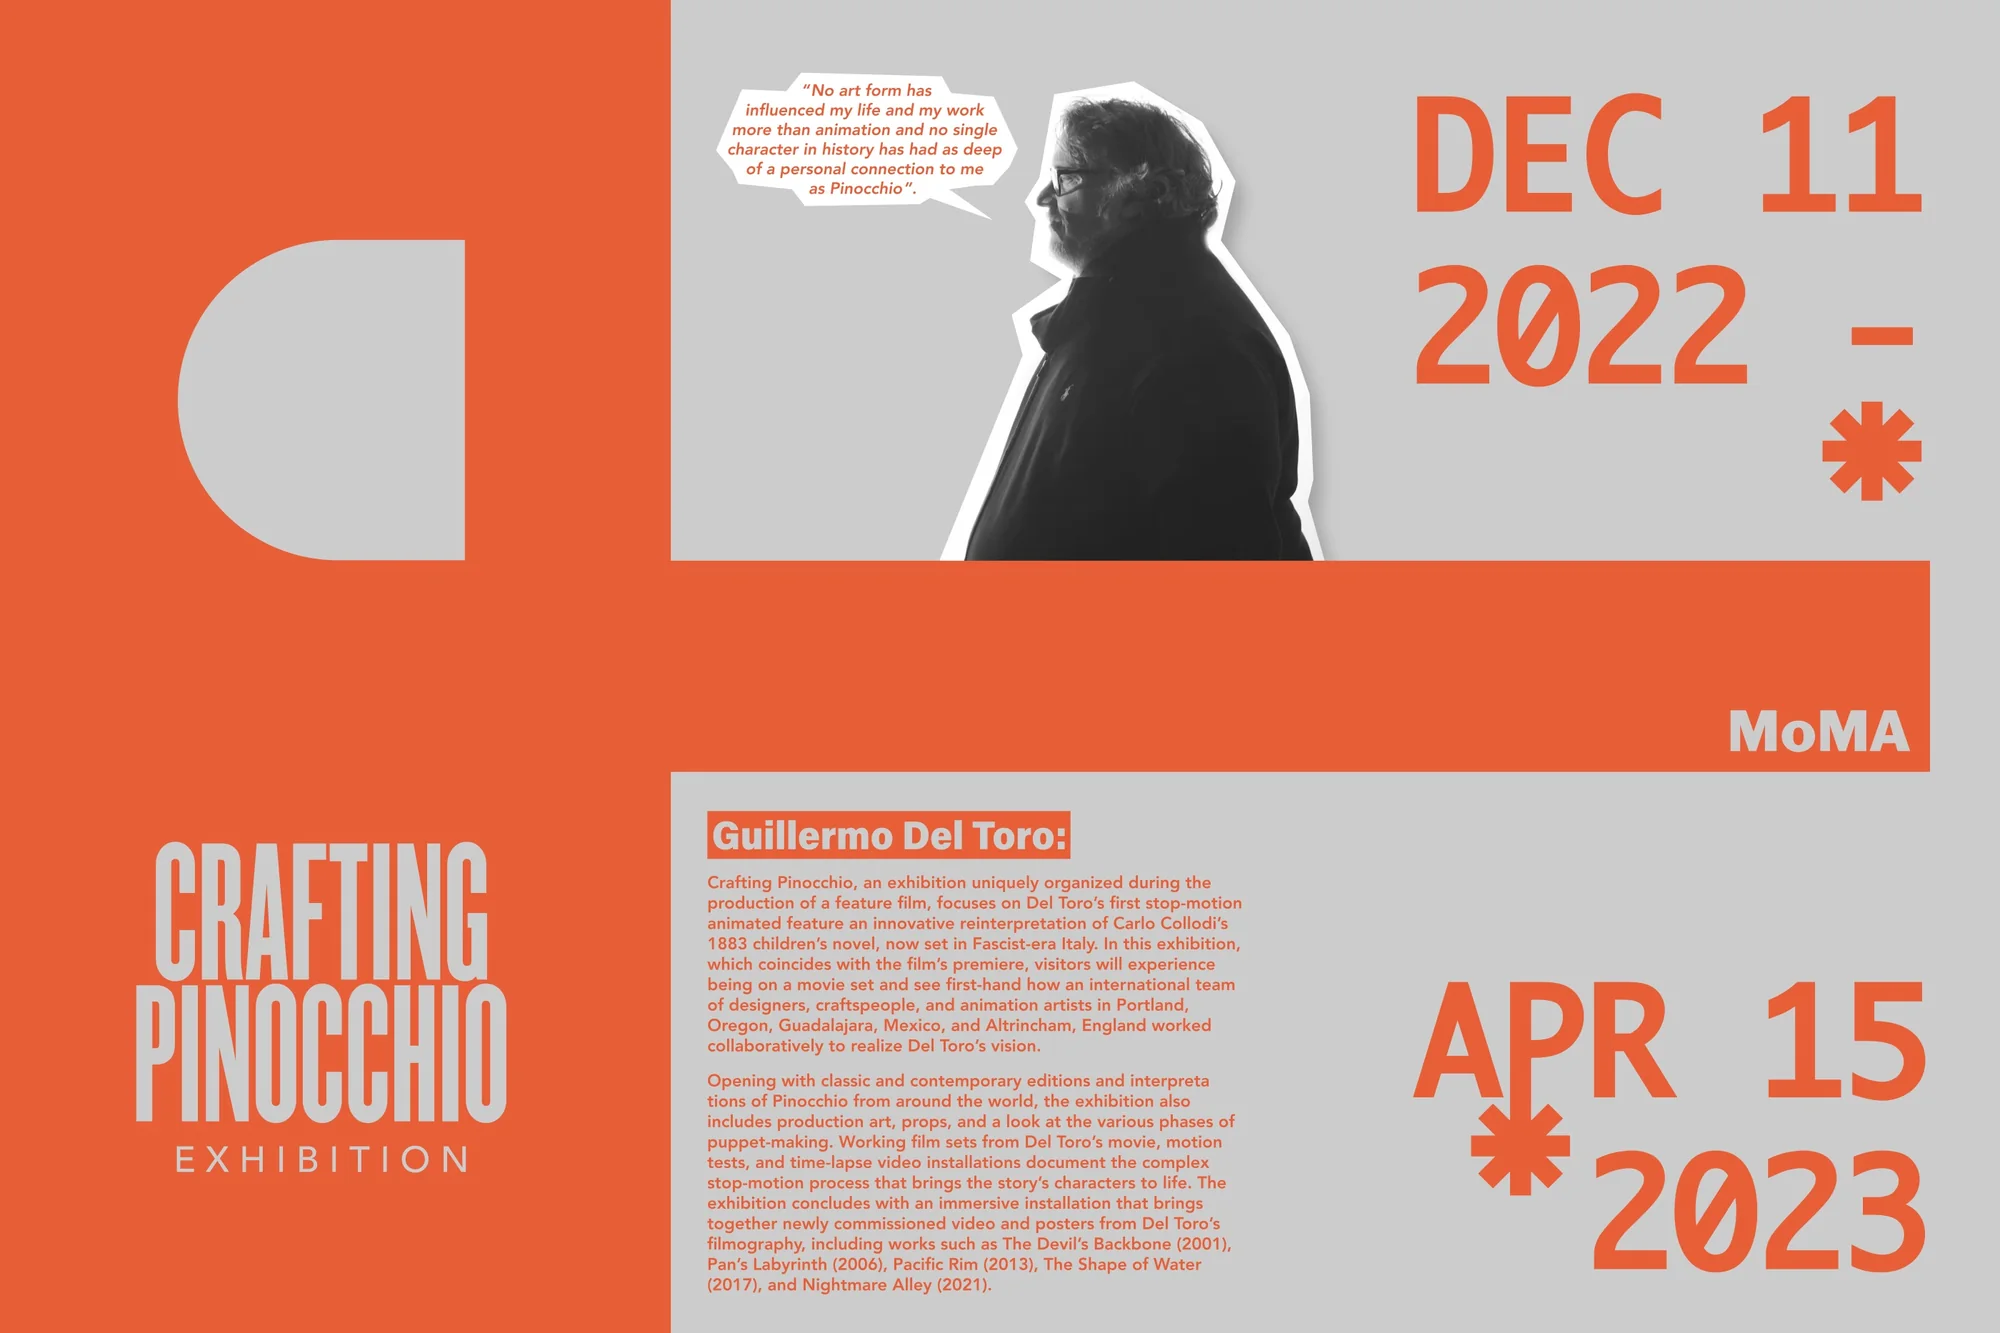 “No art form has
influenced my life and my work
more than animation and no single
character in history has had as deep
of a personal connection to me
as Pinocchio”.
DEC 11
2022 –
*
MoMA
CRAFTING
PINOCCHIO
EXHIBITION
Guillermo Del Toro:
Crafting Pinocchio, an exhibition uniquely organized during the
production of a feature film, focuses on Del Toro’s first stop-motion
animated feature an innovative reinterpretation of Carlo Collodi’s
1883 children’s novel, now set in Fascist-era Italy. In this exhibition,
which coincides with the film’s premiere, visitors will experience
being on a movie set and see first-hand how an international team
of designers, craftspeople, and animation artists in Portland,
Oregon, Guadalajara, Mexico, and Altrincham, England worked
collaboratively to realize Del Toro’s vision.
Opening with classic and contemporary editions and interpreta
tions of Pinocchio from around the world, the exhibition also
includes production art, props, and a look at the various phases of
puppet-making. Working film sets from Del Toro’s movie, motion
tests, and time-lapse video installations document the complex
stop-motion process that brings the story’s characters to life. The
exhibition concludes with an immersive installation that brings
together newly commissioned video and posters from Del Toro’s
filmography, including works such as The Devil’s Backbone (2001),
Pan’s Labyrinth (2006), Pacific Rim (2013), The Shape of Water
(2017), and Nightmare Alley (2021).
APR 15
* 2023